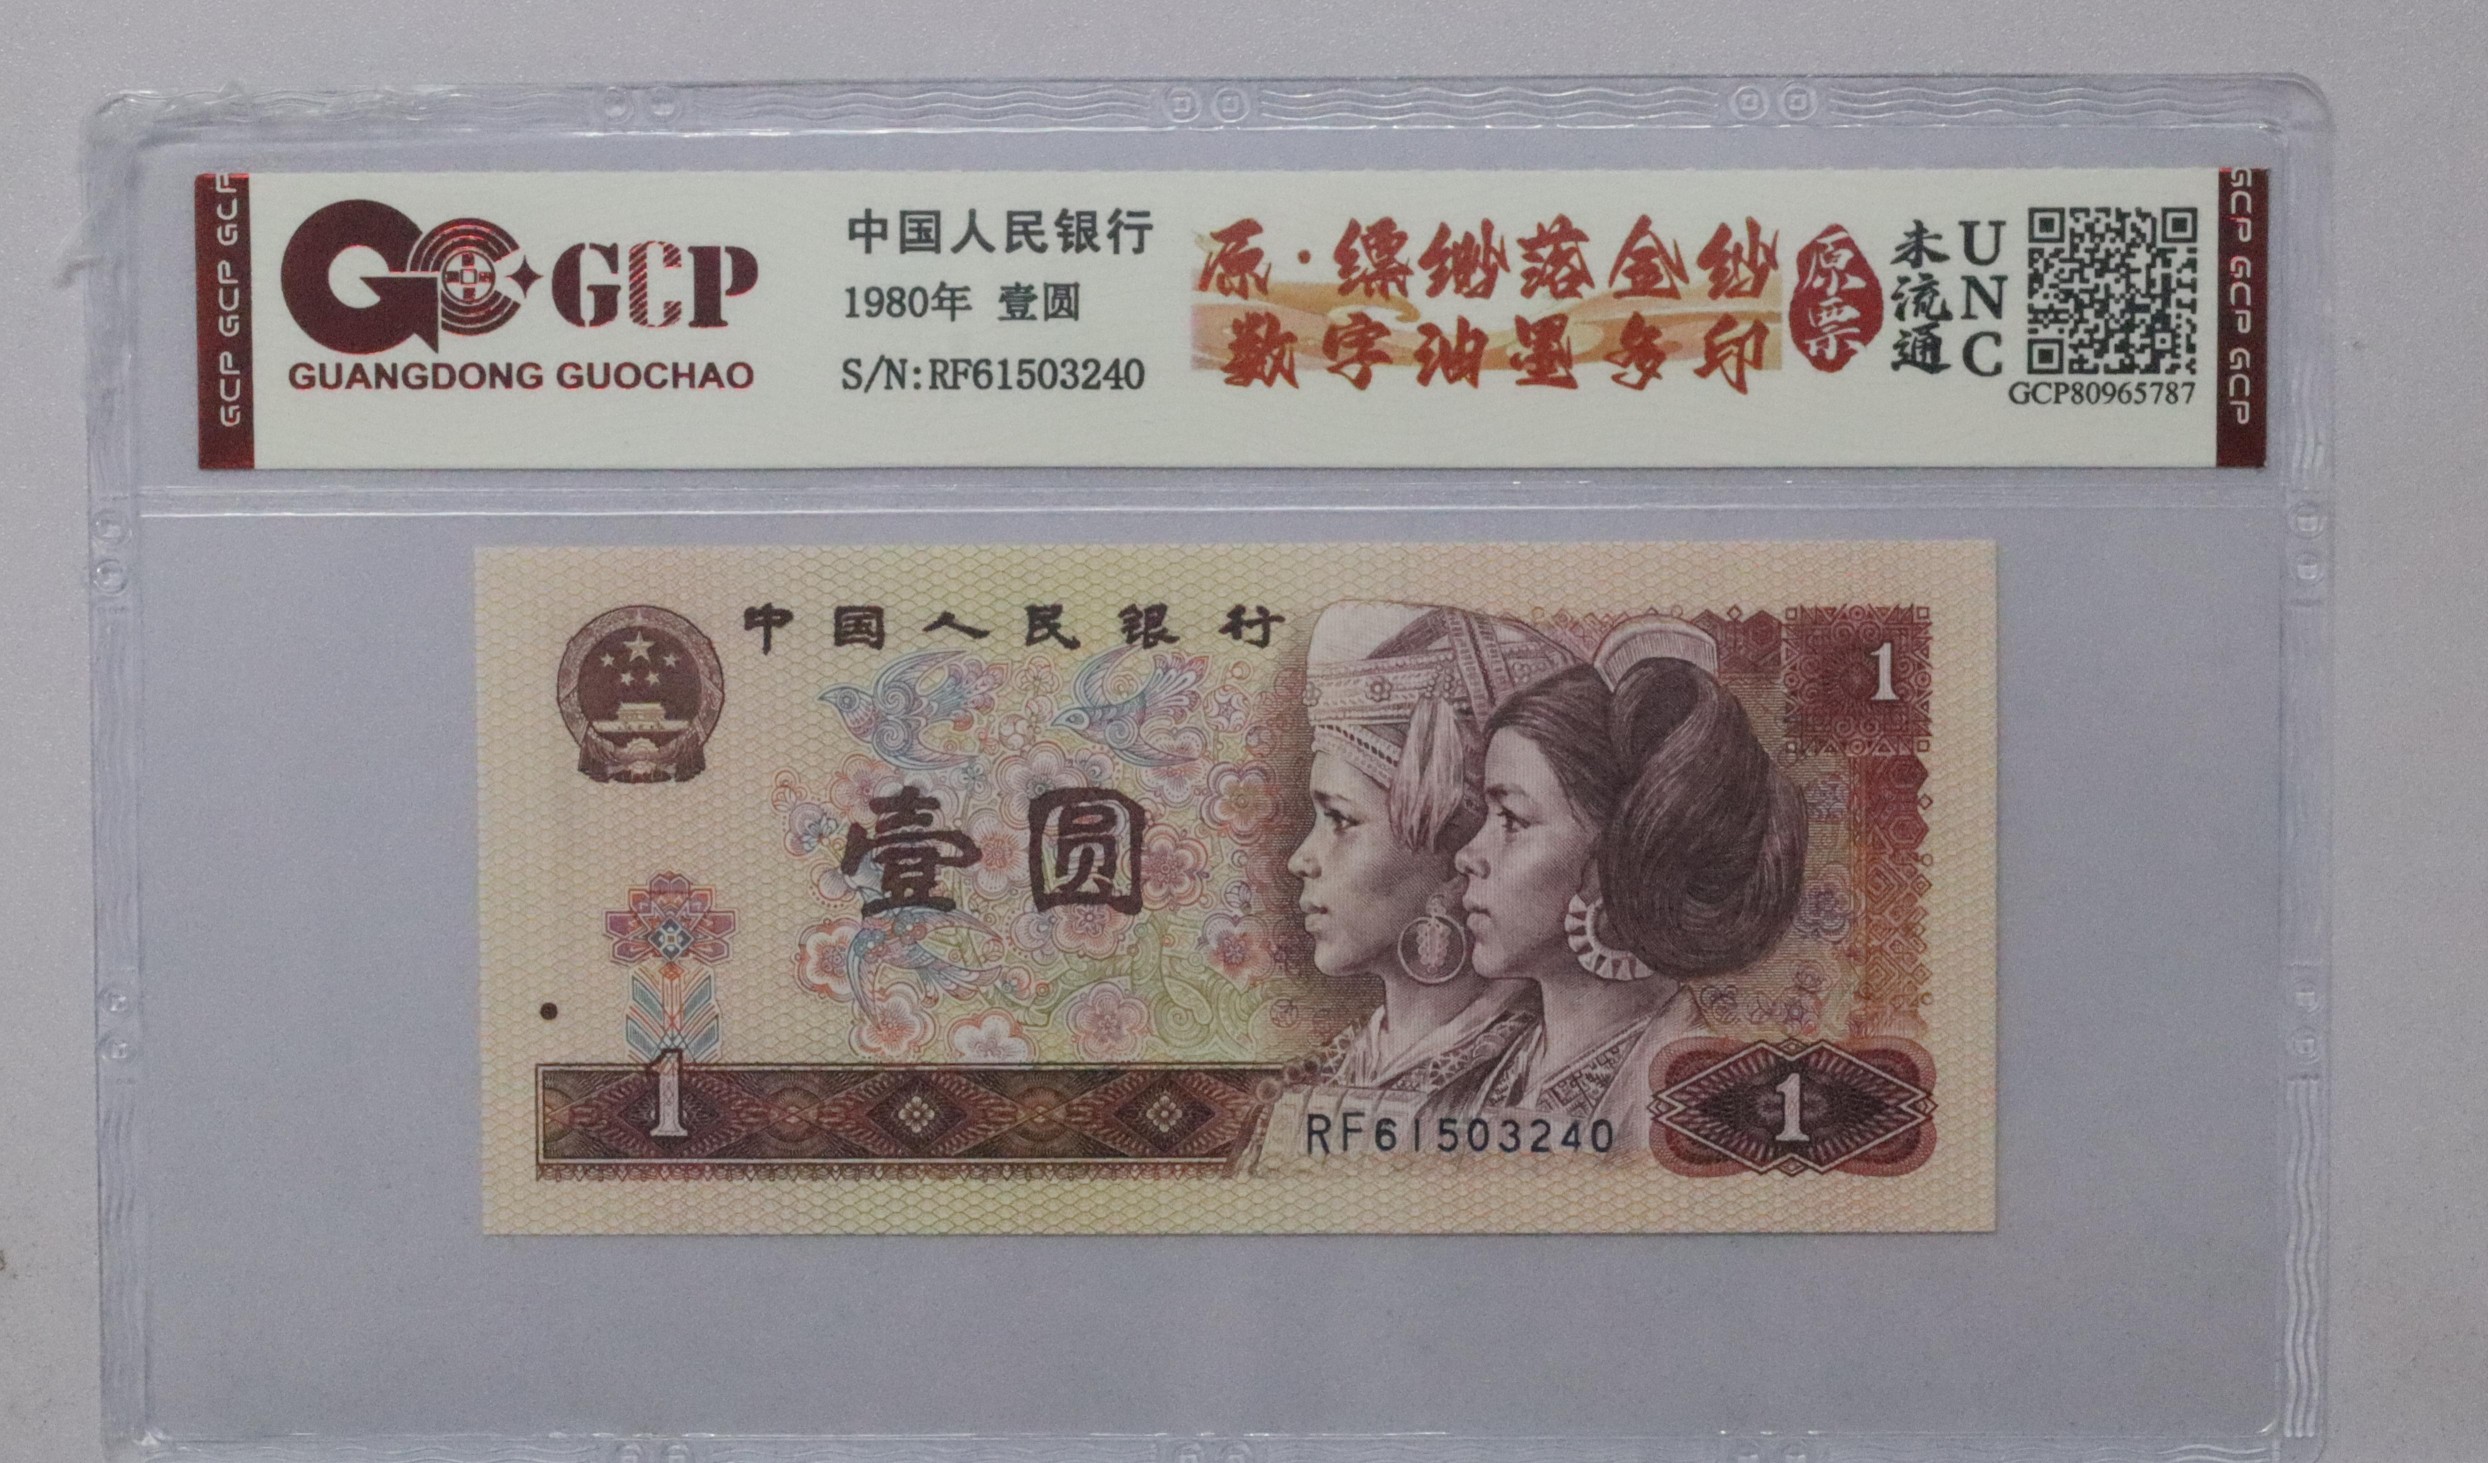 GCP GCP GCP
GCP
GUANGDONG GUOCHAO
中国人民银行
1980年 壹圆
S/N:RF61503240
原·缥缈落金纱
数字油墨多印
原票
未流通
UNC
GCP80965787
GCP GCP GCP
中国人民银行
1
壹圆
1
RF61503240
1